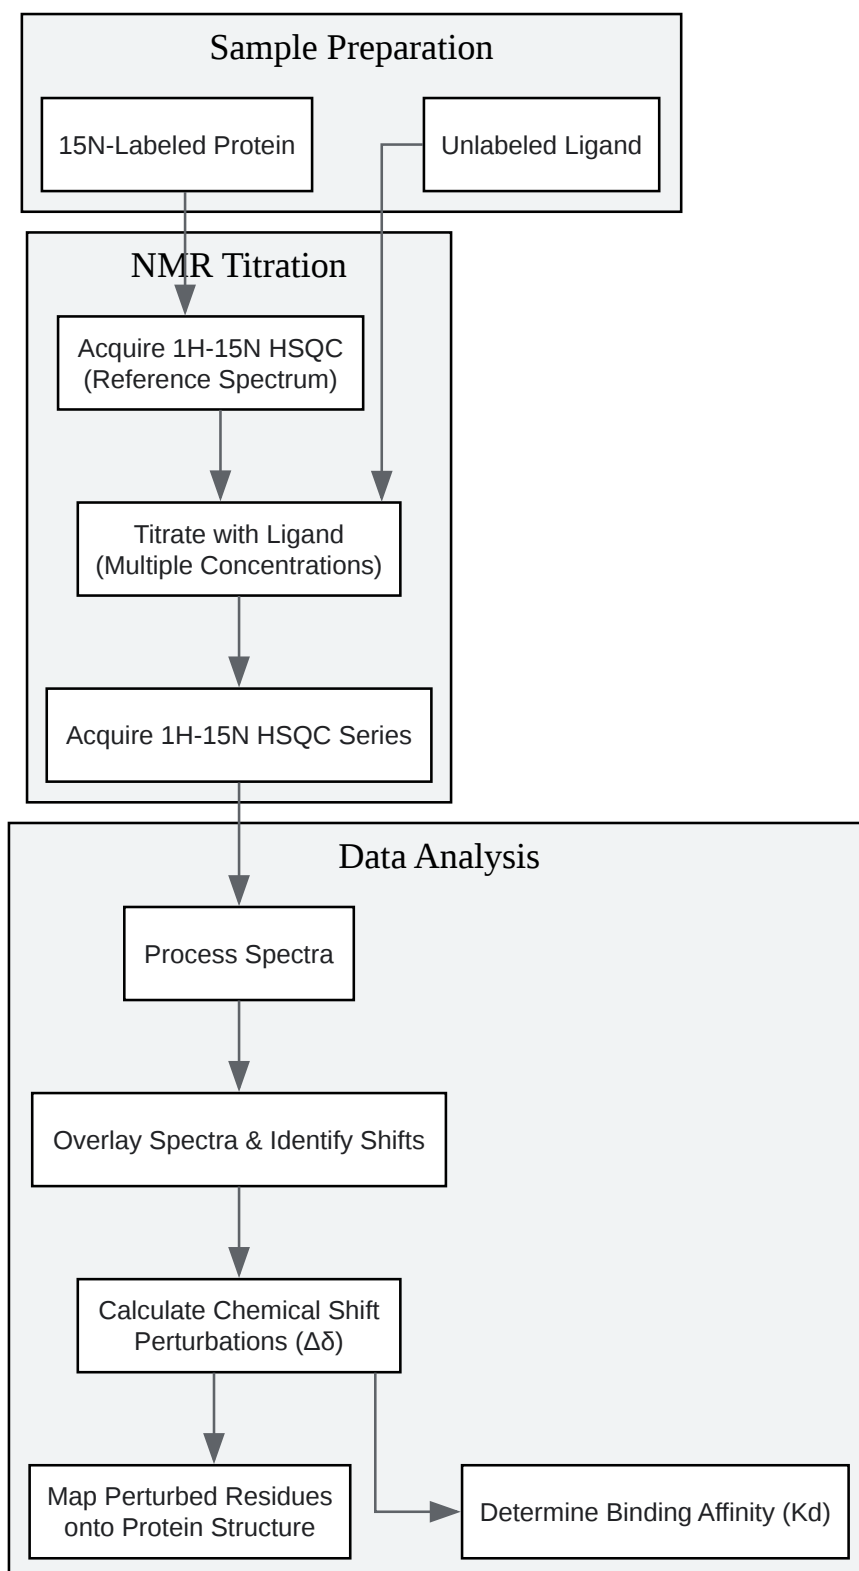 Sample Preparation
15N-Labeled Protein
Unlabeled Ligand
NMR Titration
Acquire 1H-15N HSQC
(Reference Spectrum)
Titrate with Ligand
(Multiple Concentrations)
Acquire 1H-15N HSQC Series
Data Analysis
Process Spectra
Overlay Spectra & Identify Shifts
Calculate Chemical Shift
Perturbations (Δδ)
Map Perturbed Residues
onto Protein Structure
Determine Binding Affinity (Kd)